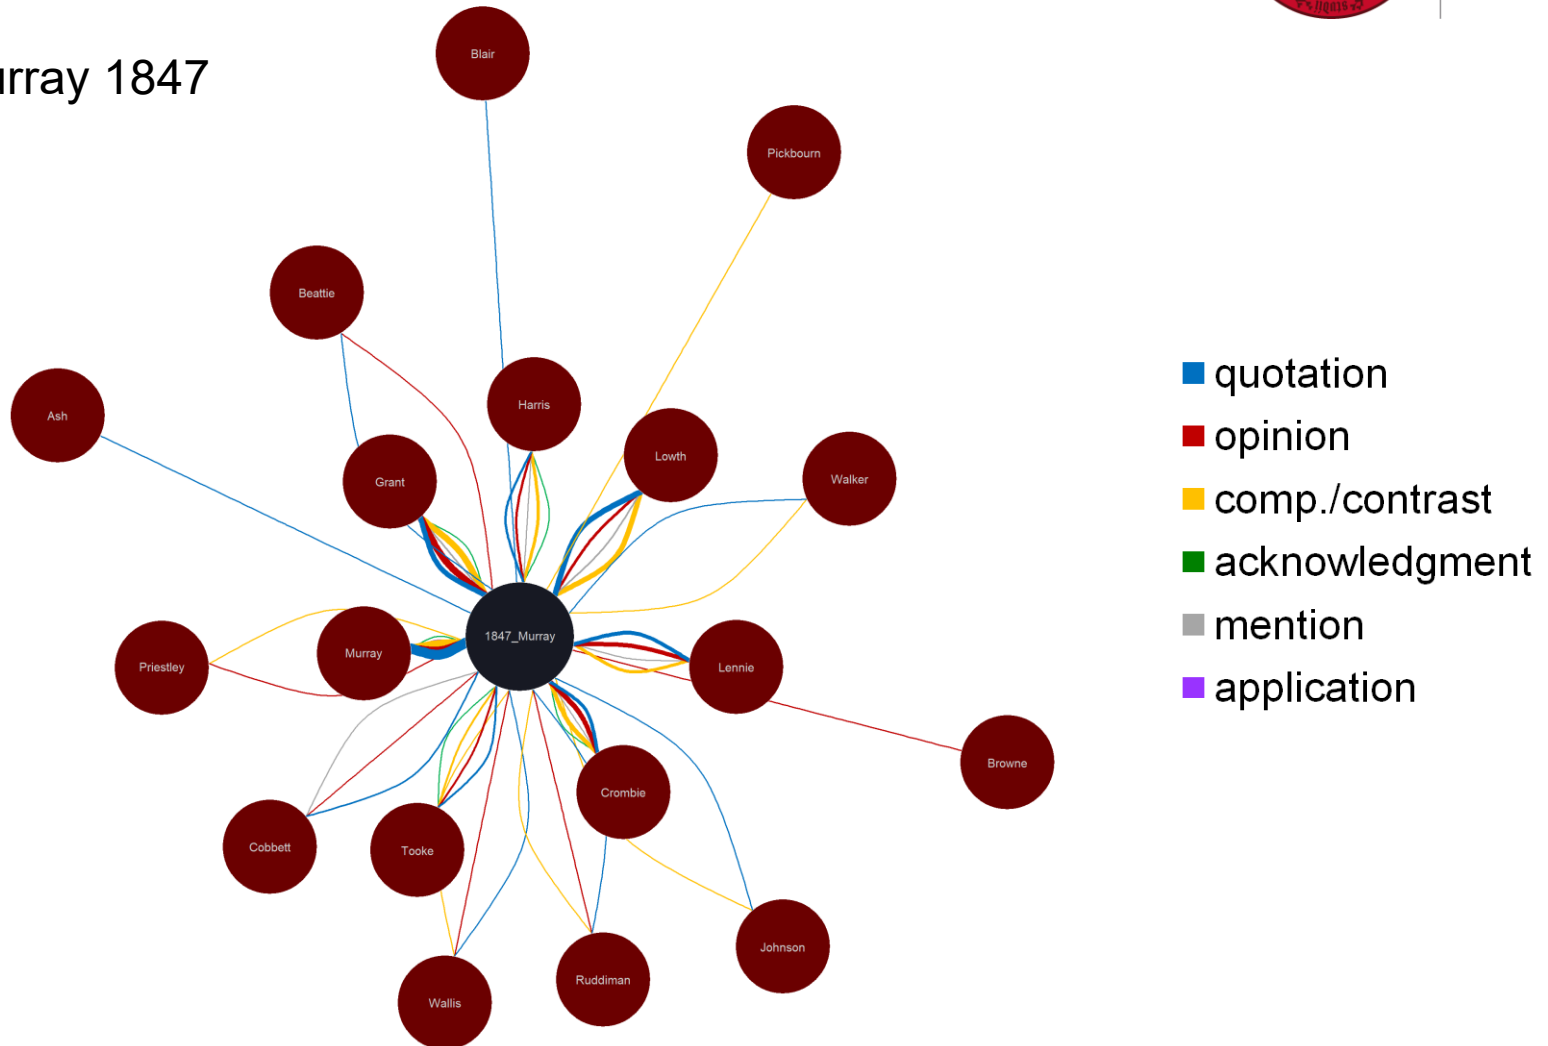 urray 1847
Blair
Pickbourn
Beattie
Harris
Ash
Lowth
Walker
Grant
quotation
opinion
comp./contrast
acknowledgment
mention
application
1847_Murray
Murray
Priestley
Lennie
Browne
Crombie
Cobbett
Tooke
Johnson
Ruddiman
Wallis